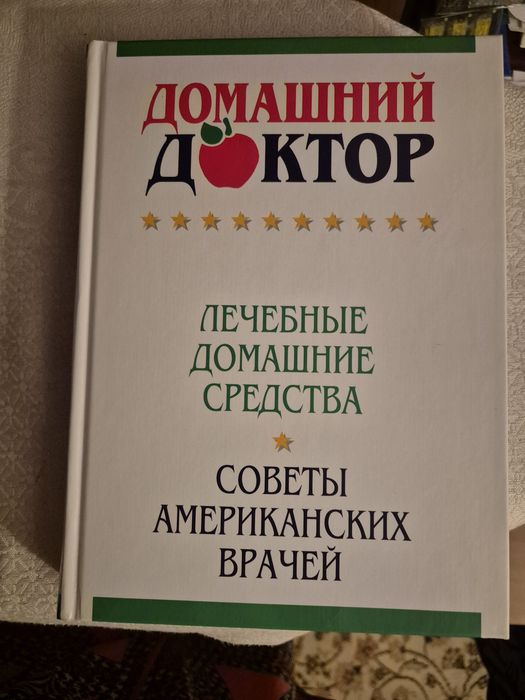 ДОМАШНИЙ
ДОКТОР
ЛЕЧЕБНЫЕ
ДОМАШНИЕ
СРЕДСТВА
СОВЕТЫ
АМЕРИКАНСКИХ
ВРАЧЕЙ